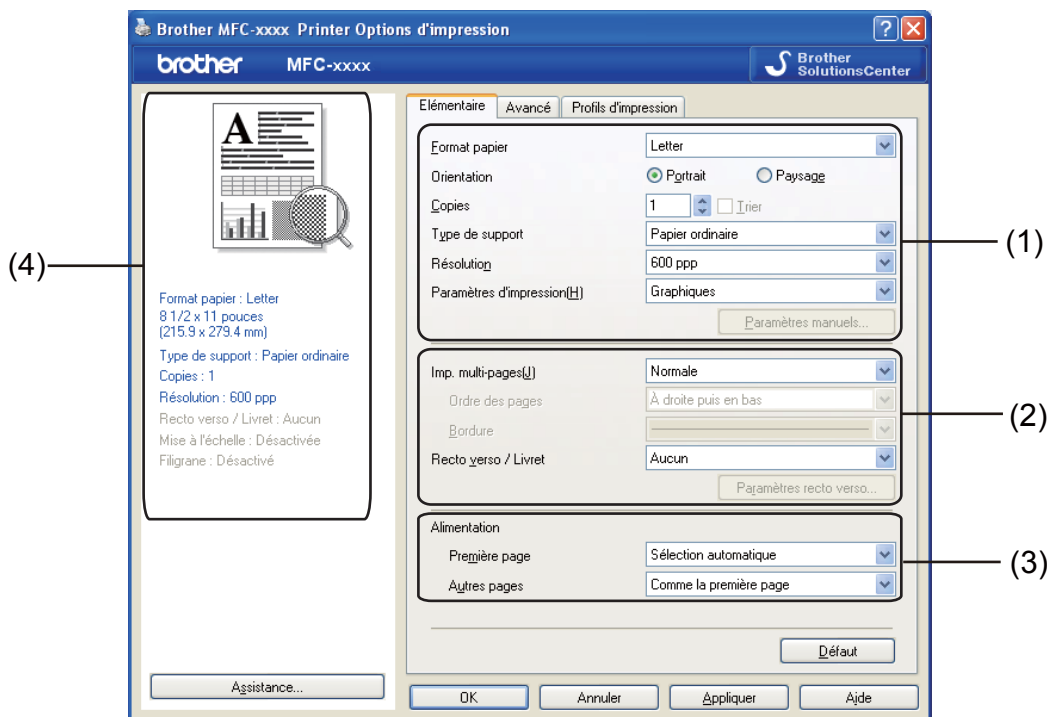 Brother MFC-xxxx Printer Options d'impression
brother MFC-xxxx
Brother
SolutionsCenter
A
Format papier : Letter
8 1/2 x 11 pouces
(215.9 x 279.4 mm)
Type de support : Papier ordinaire
Copies : 1
Résolution : 600 ppp
Recto verso / Livret : Aucun
Mise à l'échelle : Désactivée
Filigrane : Désactivé
Assistance...
(4)
Elémentaire Avancé Profils d'impression
Format papier Letter
Orientation Portrait Paysage
Copies 1 Trier
Type de support Papier ordinaire
Résolution 600 ppp
Paramètres d'impression(H) Graphiques
Paramètres manuels...
(1)
Imp. multi-pages(J) Normale
Ordre des pages À droite puis en bas
Bordure
Recto verso / Livret Aucun
Paramètres recto verso...
(2)
Alimentation
Première page Sélection automatique
Autres pages Comme la première page
(3)
Défaut
OK Annuler Appliquer Aide